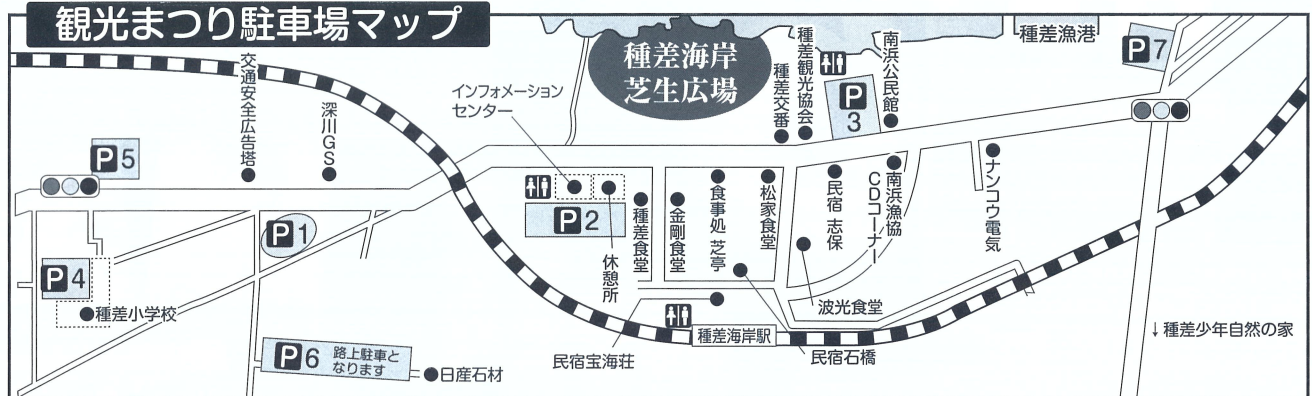 観光まつり駐車場マップ
種差海岸
芝生広場
種差漁港
P7
交通安全広告塔
深川GS
インフォメーション
センター
種差交番
種差観光協会
P
3
南浜公民館
P5
P1
P2
休憩所
種差食堂
金剛食堂
食事処 芝亭
松家食堂
民宿 志保
南浜漁協
CDコーナー
ナンコウ電気
P4
種差小学校
波光食堂
P6
路上駐車と
なります
日産石材
民宿宝海荘
種差海岸駅
民宿石橋
↓種差少年自然の家